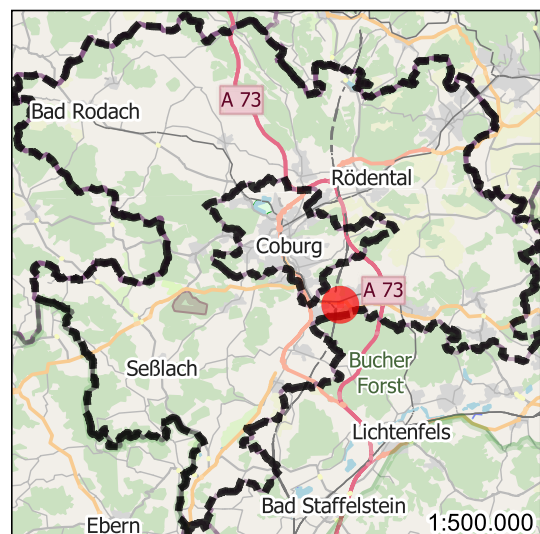 A 73
Bad Rodach
Rödental
Coburg
A 73
Seßlach
Bucher
Forst
Lichtenfels
Bad Staffelstein
Ebern
1:500.000